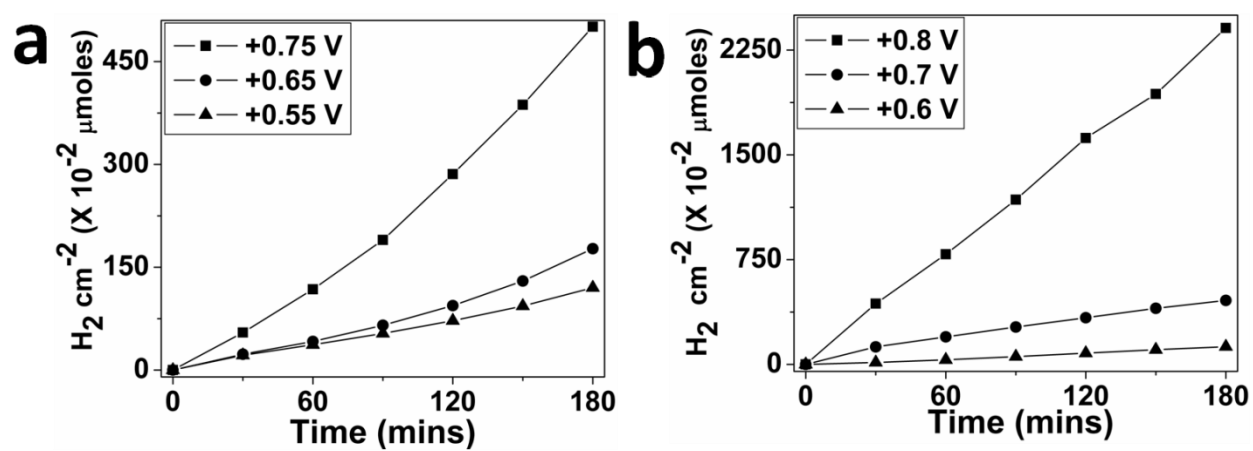 a
+0.75 V
+0.65 V
+0.55 V
H2 cm-2 (X 10-2 µmoles)
450
300
150
0
0
60
120
180
Time (mins)
b
+0.8 V
+0.7 V
+0.6 V
H2 cm-2 (X 10-2 µmoles)
2250
1500
750
0
0
60
120
180
Time (mins)